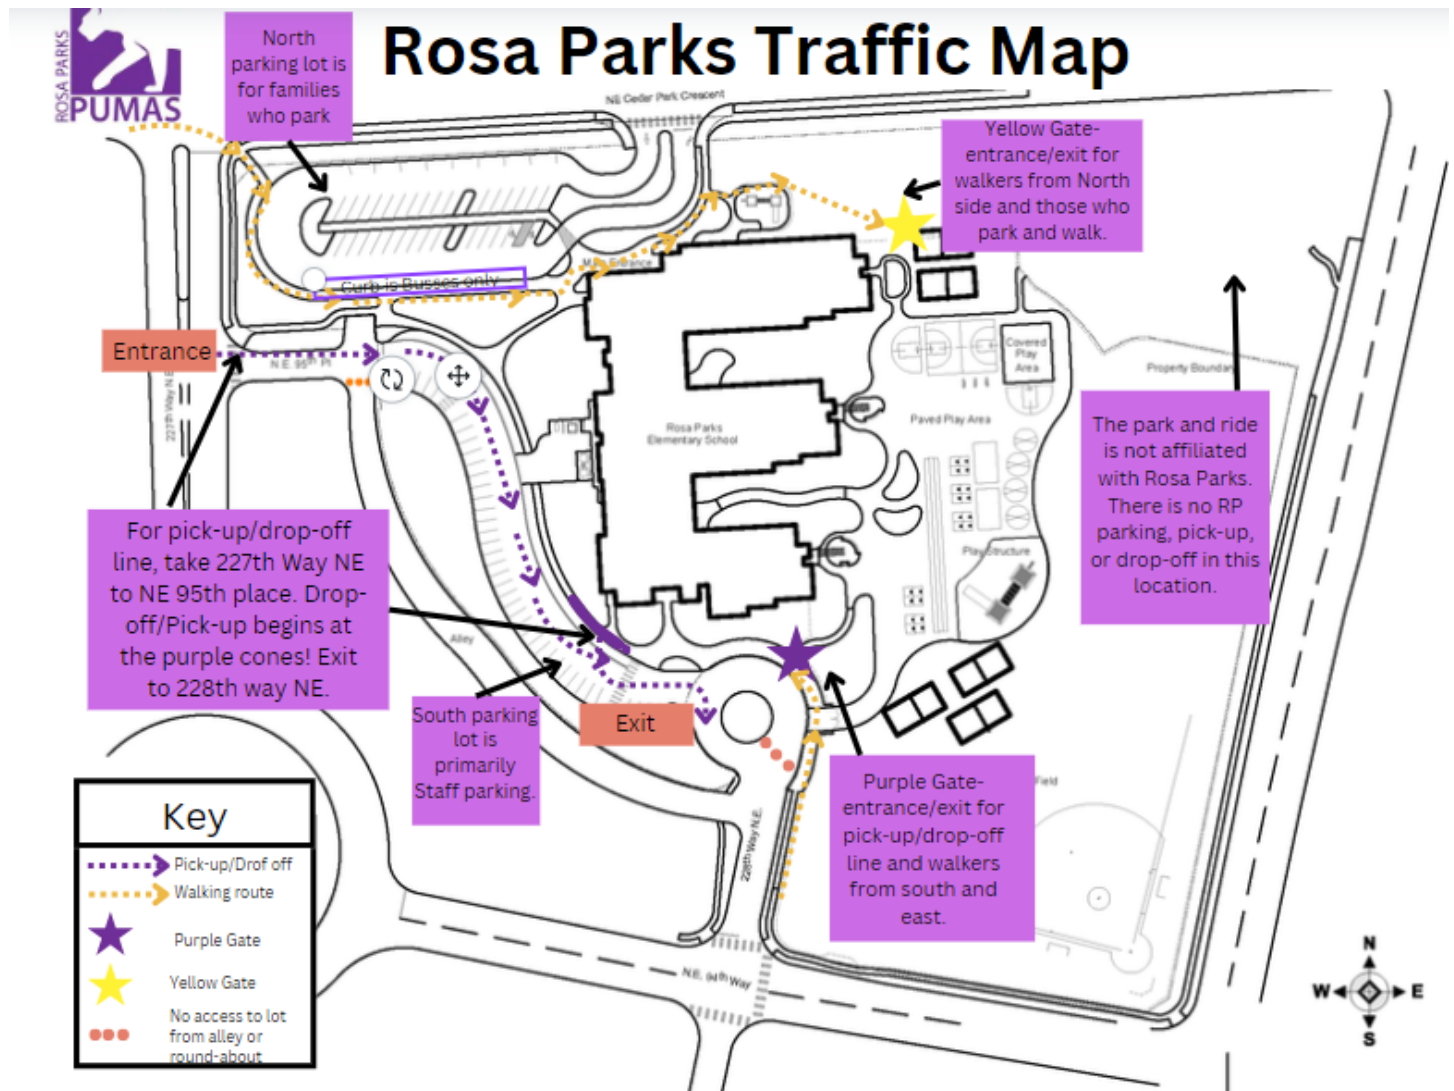 ROSA PARKS
PUMAS
Rosa Parks Traffic Map
North
parking lot is
for families
who park
NE Cedar Park Crescent
Yellow Gate-
entrance/exit for
walkers from North
side and those who
park and walk.
Main Entrance
Curb is Busses only
Entrance
N.E. 95th Pl
227th Way N.E.
Covered
Play
Area
Property Boundary
Rosa Parks
Elementary School
Paved Play Area
The park and ride
is not affiliated
with Rosa Parks.
There is no RP
parking, pick-up,
or drop-off in this
location.
For pick-up/drop-off
line, take 227th Way NE
to NE 95th place. Drop-
off/Pick-up begins at
the purple cones! Exit
to 228th way NE.
Play Structure
Alley
South parking
lot is
primarily
Staff parking.
Exit
Purple Gate-
entrance/exit for
pick-up/drop-off
line and walkers
from south and
east.
Field
228th Way N.E.
N.E. 94th Way
Key
Pick-up/Drof off
Walking route
Purple Gate
Yellow Gate
No access to lot
from alley or
round-about
N
W E
S